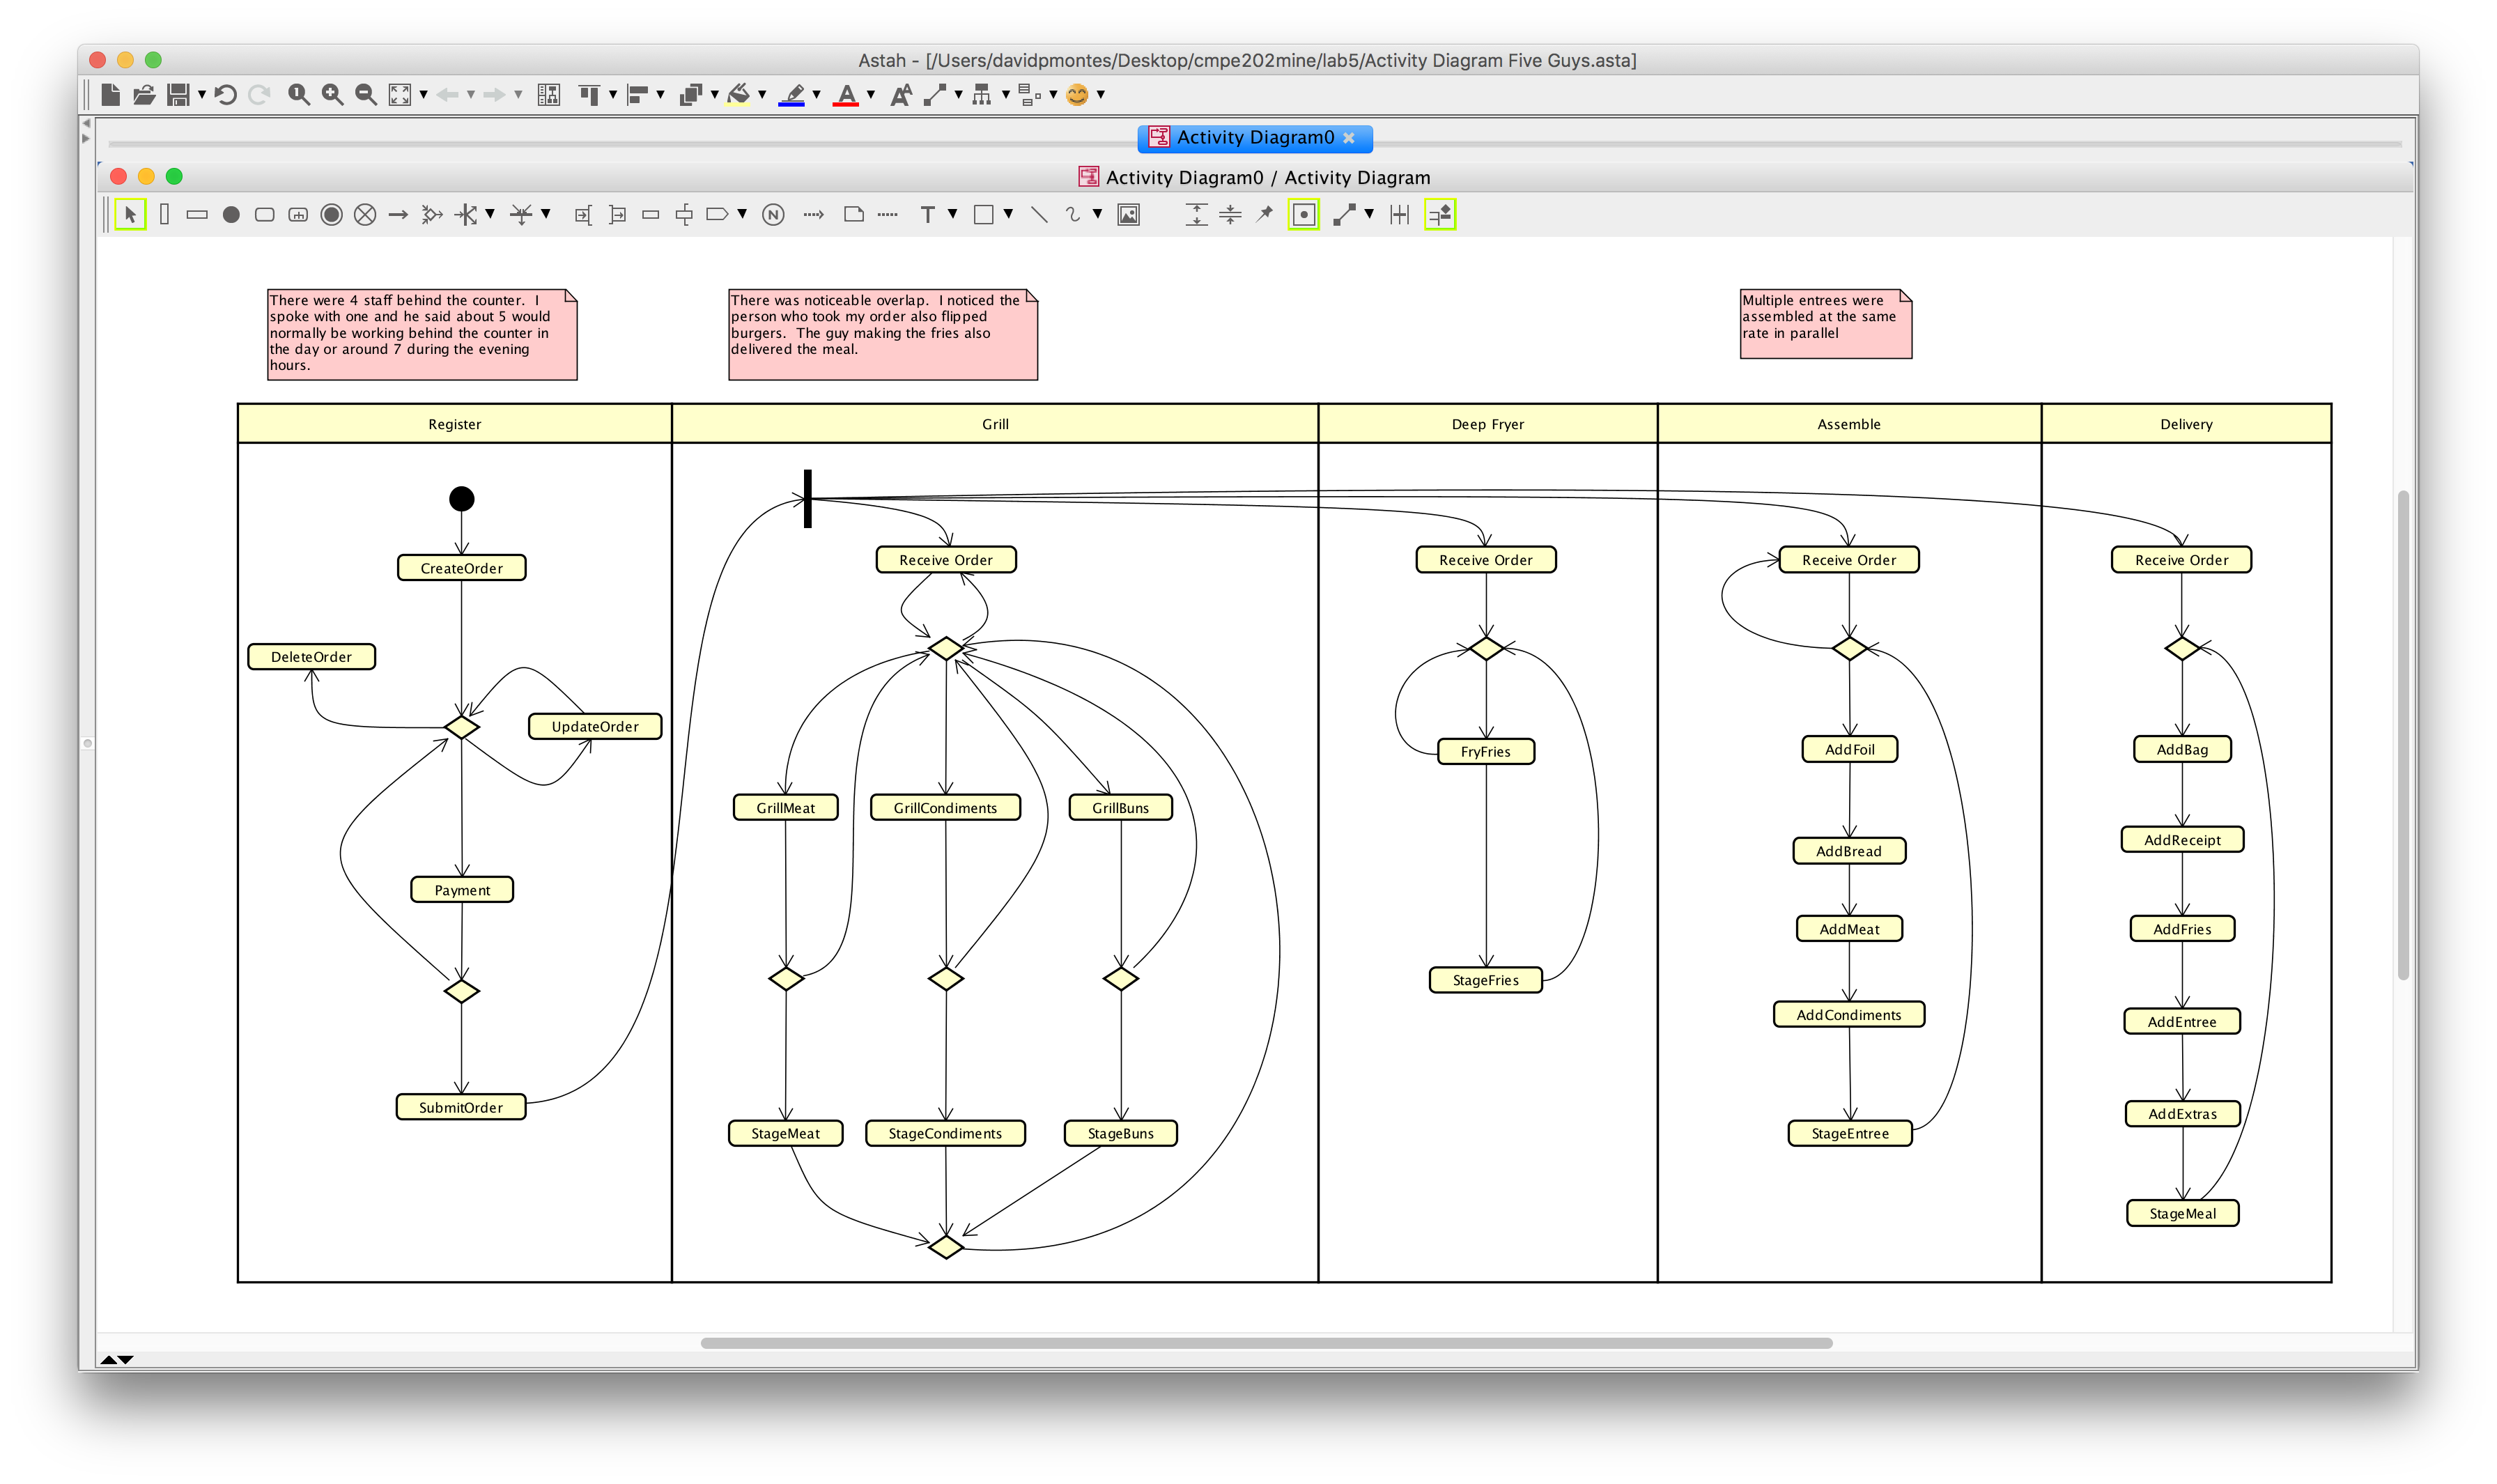 Astah - [/Users/davidpmontes/Desktop/cmpe202mine/lab5/Activity Diagram Five Guys.asta]
Activity Diagram0
Activity Diagram0 / Activity Diagram
There were 4 staff behind the counter.  I
spoke with one and he said about 5 would
normally be working behind the counter in
the day or around 7 during the evening
hours.
There was noticeable overlap.  I noticed the
person who took my order also flipped
burgers.  The guy making the fries also
delivered the meal.
Multiple entrees were
assembled at the same
rate in parallel
Register
Grill
Deep Fryer
Assemble
Delivery
CreateOrder
DeleteOrder
UpdateOrder
Payment
SubmitOrder
Receive Order
GrillMeat
GrillCondiments
GrillBuns
StageMeat
StageCondiments
StageBuns
Receive Order
FryFries
StageFries
Receive Order
AddFoil
AddBread
AddMeat
AddCondiments
StageEntree
Receive Order
AddBag
AddReceipt
AddFries
AddEntree
AddExtras
StageMeal